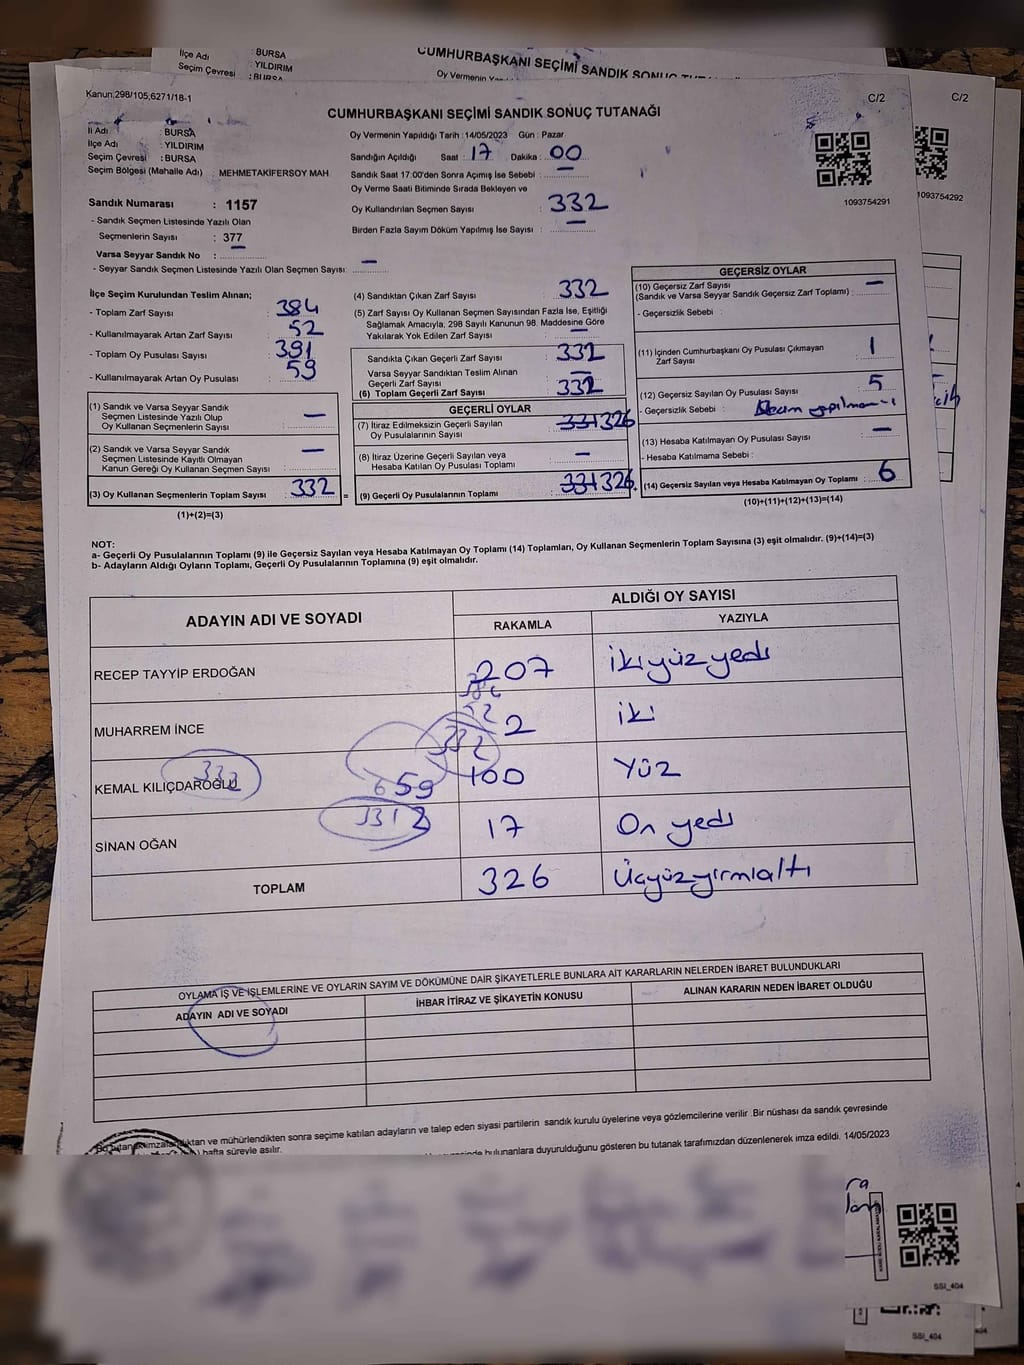 İlçe Adı : BURSA
Seçim Çevresi : YILDIRIM
: BURSA
CUMHURBAŞKANI SEÇİMİ SANDIK SONUÇ
Oy Vermenin
Kanun:298/105;6271/18-1
C/2
C/2
CUMHURBAŞKANI SEÇİMİ SANDIK SONUÇ TUTANAĞI
İl Adı : BURSA
İlçe Adı : YILDIRIM
Seçim Çevresi : BURSA
Seçim Bölgesi (Mahalle Adı) : MEHMETAKİFERSOY MAH
Oy Vermenin Yapıldığı Tarih : 14/05/2023 Gün : Pazar
Sandığın Açıldığı Saat : 17 Dakika : 00
Sandık Saat 17:00'den Sonra Açımış İse Sebebi : —
Oy Verme Saati Bitiminde Sırada Bekleyen ve
Oy Kullandırılan Seçmen Sayısı : 332
Birden Fazla Sayım Döküm Yapılmış İse Sayısı : —
1093754291
1093754292
Sandık Numarası : 1157
- Sandık Seçmen Listesinde Yazılı Olan
Seçmenlerin Sayısı : 377
Varsa Seyyar Sandık No : —
- Seyyar Sandık Seçmen Listesinde Yazılı Olan Seçmen Sayısı: —
İlçe Seçim Kurulundan Teslim Alınan;
- Toplam Zarf Sayısı : 384
- Kullanılmayarak Artan Zarf Sayısı : 52
- Toplam Oy Pusulası Sayısı : 391
- Kullanılmayarak Artan Oy Pusulası : 59
(1) Sandık ve Varsa Seyyar Sandık
Seçmen Listesinde Yazılı Olup
Oy Kullanan Seçmenlerin Sayısı : —
(2) Sandık ve Varsa Seyyar Sandık
Seçmen Listesinde Kayıtlı Olmayan
Kanun Gereği Oy Kullanan Seçmen Sayısı : —
(3) Oy Kullanan Seçmenlerin Toplam Sayısı : 332 =
(1)+(2)=(3)
(4) Sandıktan Çıkan Zarf Sayısı : 332
(5) Zarf Sayısı Oy Kullanan Seçmen Sayısından Fazla İse, Eşitliği
Sağlamak Amacıyla, 298 Sayılı Kanunun 98. Maddesine Göre
Yakılarak Yok Edilen Zarf Sayısı : —
Sandıkta Çıkan Geçerli Zarf Sayısı : 332
Varsa Seyyar Sandıktan Teslim Alınan
Geçerli Zarf Sayısı : —
(6) Toplam Geçerli Zarf Sayısı : 332
GEÇERLİ OYLAR
(7) İtiraz Edilmeksizin Geçerli Sayılan
Oy Pusulalarının Sayısı : 331 326
(8) İtiraz Üzerine Geçerli Sayılan veya
Hesaba Katılan Oy Pusulası Toplamı : —
(9) Geçerli Oy Pusulalarının Toplamı : 331 326 +
GEÇERSİZ OYLAR
(10) Geçersiz Zarf Sayısı
(Sandık ve Varsa Seyyar Sandık Geçersiz Zarf Toplamı) : —
- Geçersizlik Sebebi :
(11) İçinden Cumhurbaşkanı Oy Pusulası Çıkmayan
Zarf Sayısı : 1
(12) Geçersiz Sayılan Oy Pusulası Sayısı : 5
- Geçersizlik Sebebi :
(13) Hesaba Katılmayan Oy Pusulası Sayısı : —
- Hesaba Katılmama Sebebi :
(14) Geçersiz Sayılan veya Hesaba Katılmayan Oy Toplamı : 6
(10)+(11)+(12)+(13)=(14)
NOT:
a- Geçerli Oy Pusulalarının Toplamı (9) ile Geçersiz Sayılan veya Hesaba Katılmayan Oy Toplamı (14) Toplamları, Oy Kullanan Seçmenlerin Toplam Sayısına (3) eşit olmalıdır. (9)+(14)=(3)
b- Adayların Aldığı Oyların Toplamı, Geçerli Oy Pusulalarının Toplamına (9) eşit olmalıdır.
ADAYIN ADI VE SOYADI
ALDIĞI OY SAYISI
RAKAMLA YAZIYLA
RECEP TAYYİP ERDOĞAN 207 İkiyüzyedi
384
52
MUHARREM İNCE 2 İki
332
KEMAL KILIÇDAROĞLU 100 Yüz
332
659
SİNAN OĞAN 17 On yedi
TOPLAM 326 Üçyüzyirmialtı
OYLAMA İŞ VE İŞLEMLERİNE VE OYLARIN SAYIM VE DÖKÜMÜNE DAİR ŞİKAYETLERLE BUNLARA AİT KARARLARIN NELERDEN İBARET BULUNDUKLARI
ADAYIN ADI VE SOYADI İHBAR İTİRAZ VE ŞİKAYETİN KONUSU ALINAN KARARIN NEDEN İBARET OLDUĞU
ve mühürlendikten sonra seçime katılan adayların ve talep eden siyasi partilerin sandık kurulu üyelerine veya gözlemcilerine verilir .Bir nüshası da sandık çevresinde
hafta süreyle asılır.
bulunanlara duyurulduğunu gösteren bu tutanak tarafımızdan düzenlenerek imza edildi. 14/05/2023
SSİ_404
SSİ_404